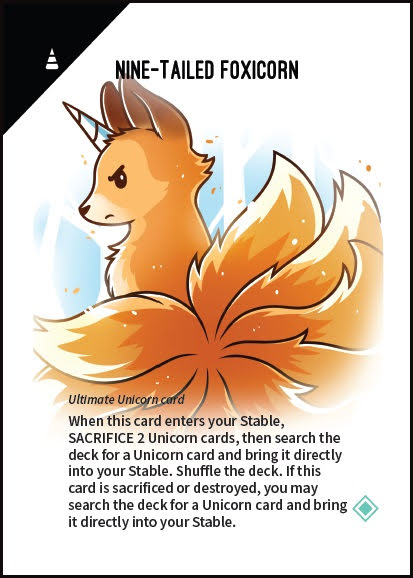 NINE-TAILED FOXICORN
Ultimate Unicorn card
When this card enters your Stable,
SACRIFICE 2 Unicorn cards, then search the
deck for a Unicorn card and bring it directly
into your Stable. Shuffle the deck. If this
card is sacrificed or destroyed, you may
search the deck for a Unicorn card and bring
it directly into your Stable.